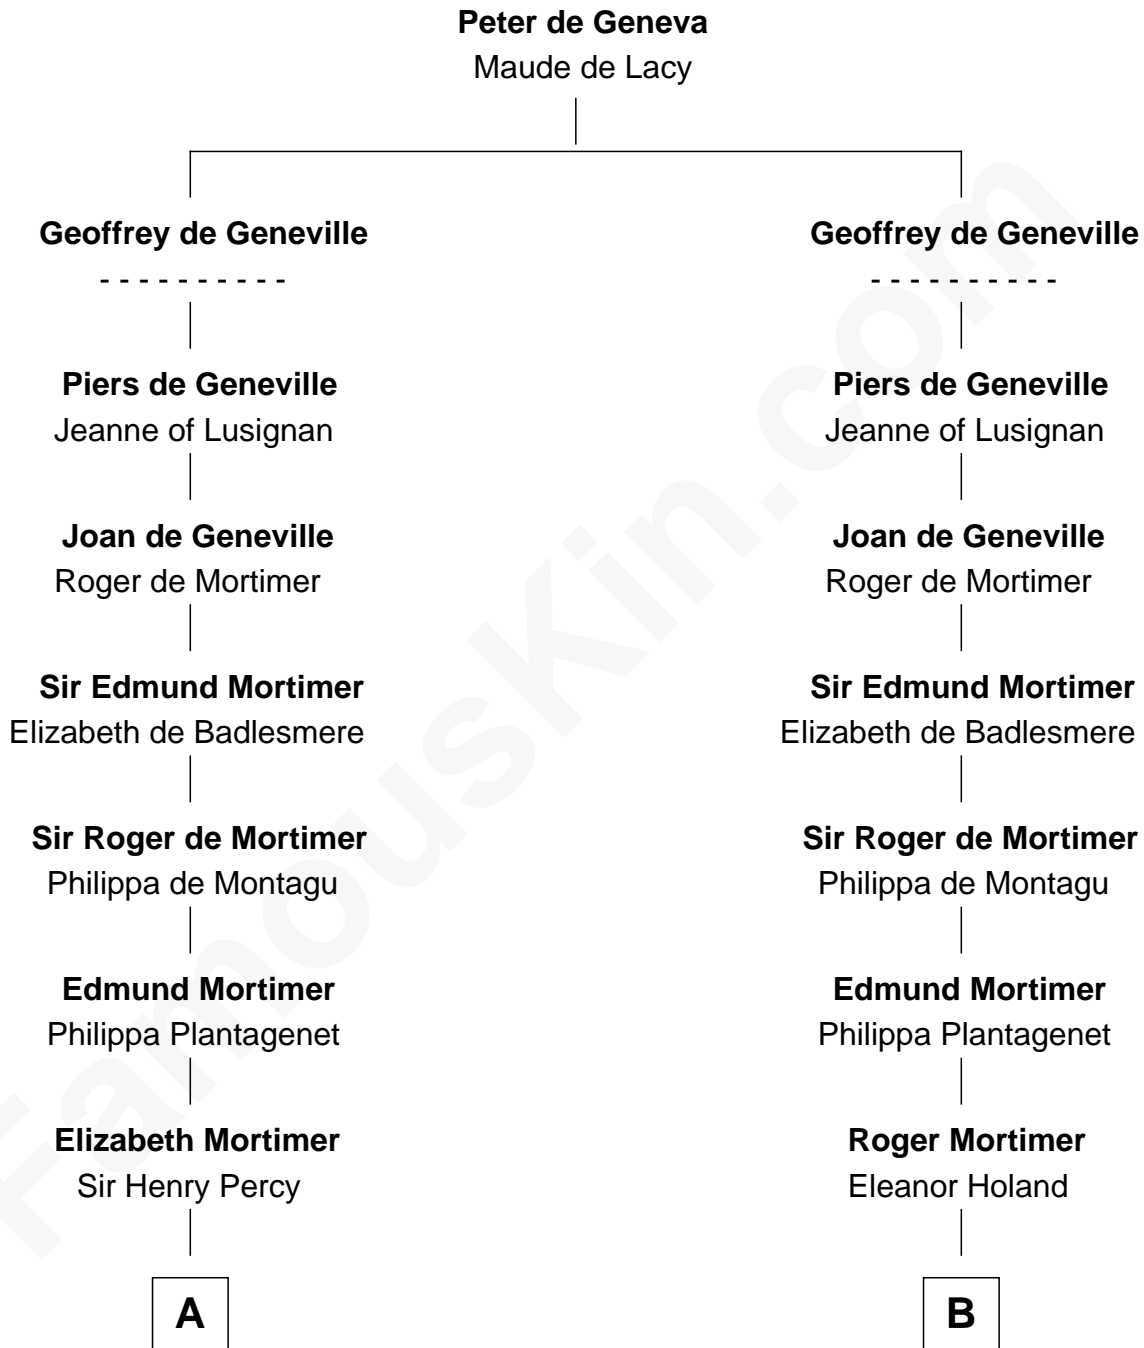 Peter de Geneva
Maude de Lacy
Geoffrey de Geneville
- - - - - - - - - -
Piers de Geneville
Jeanne of Lusignan
Joan de Geneville
Roger de Mortimer
Sir Edmund Mortimer
Elizabeth de Badlesmere
Sir Roger de Mortimer
Philippa de Montagu
Edmund Mortimer
Philippa Plantagenet
Elizabeth Mortimer
Sir Henry Percy
A
Geoffrey de Geneville
- - - - - - - - - -
Piers de Geneville
Jeanne of Lusignan
Joan de Geneville
Roger de Mortimer
Sir Edmund Mortimer
Elizabeth de Badlesmere
Sir Roger de Mortimer
Philippa de Montagu
Edmund Mortimer
Philippa Plantagenet
Roger Mortimer
Eleanor Holand
B
FamousKin.com